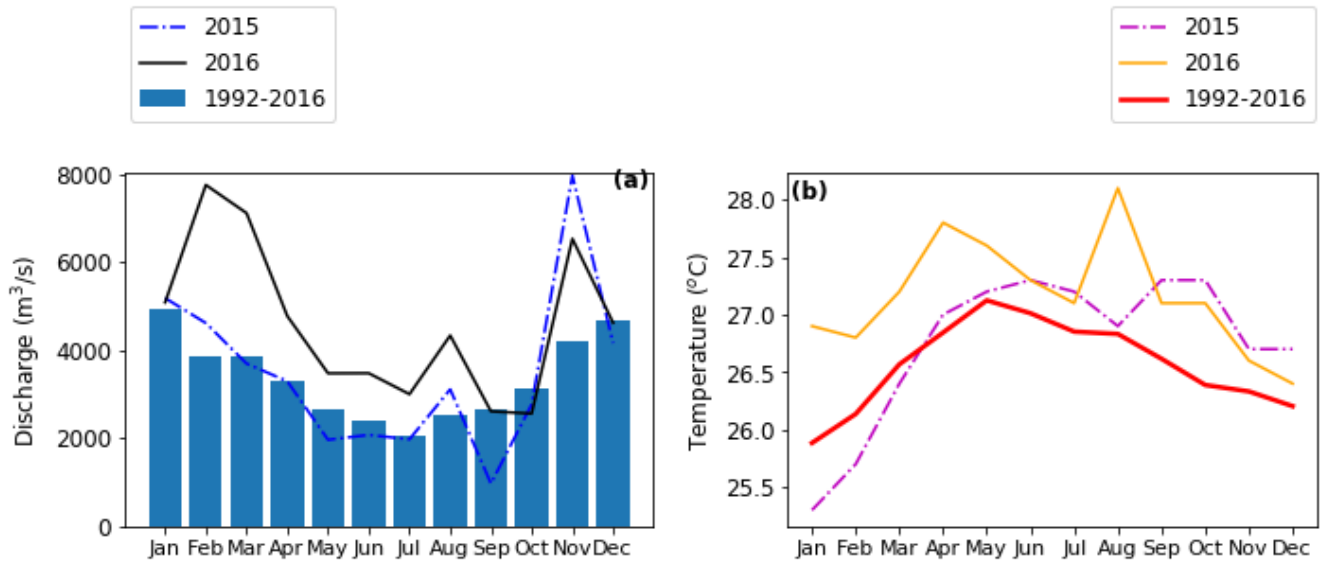 2015
2016
1992-2016
2015
2016
1992-2016
(a)
8000
6000
4000
2000
0
Discharge (m³/s)
Jan Feb Mar Apr May Jun Jul Aug Sep Oct Nov Dec
(b)
28.0
27.5
27.0
26.5
26.0
25.5
Temperature (°C)
Jan Feb Mar Apr May Jun Jul Aug Sep Oct Nov Dec